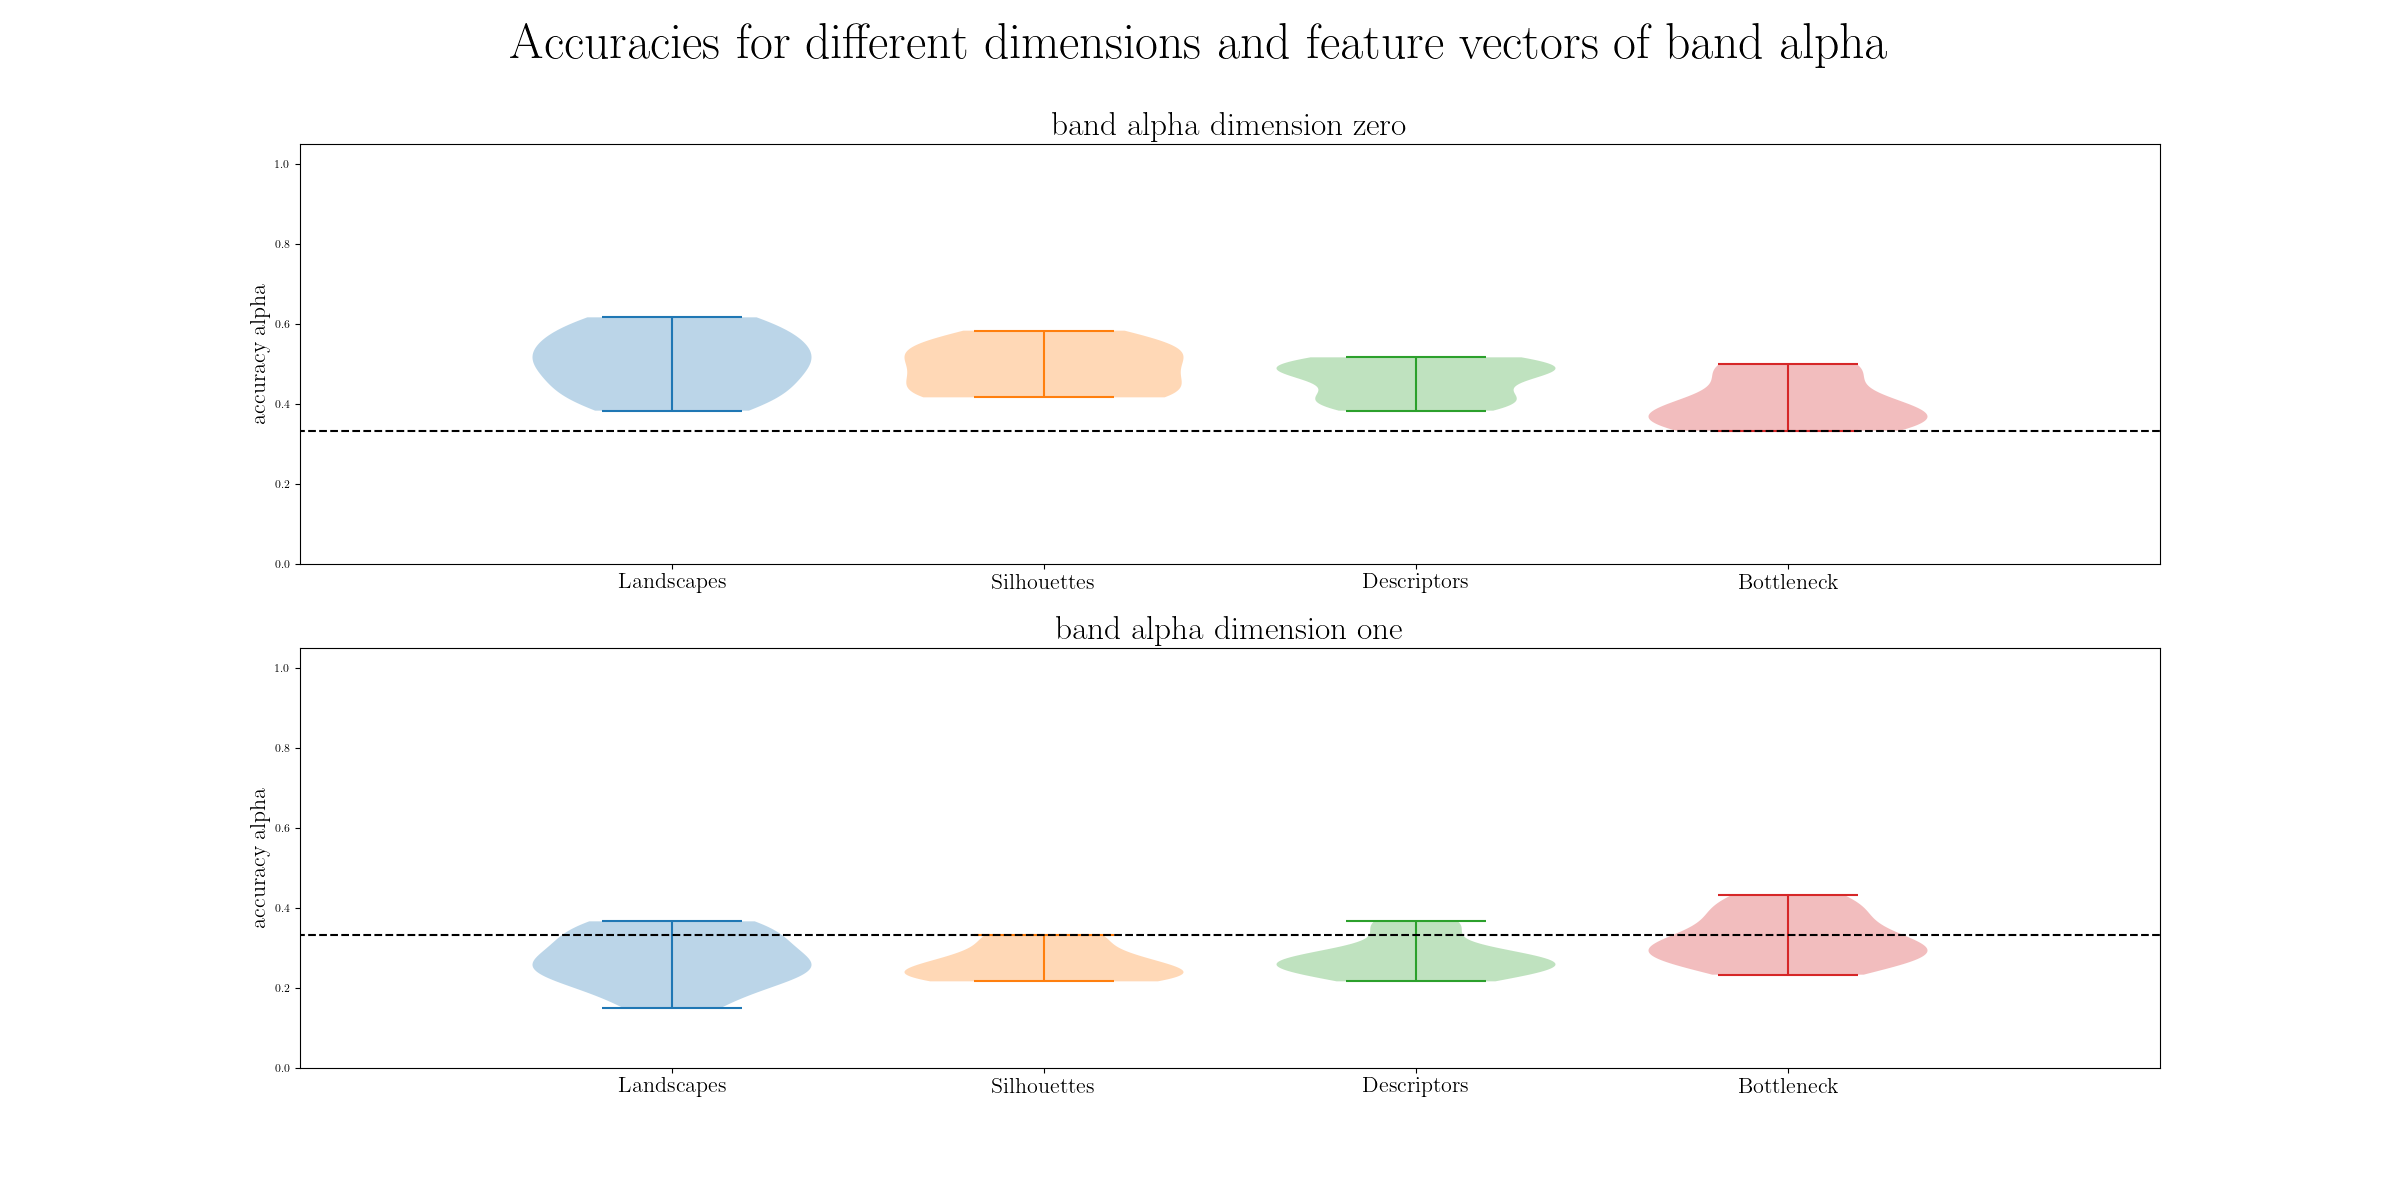 Accuracies for different dimensions and feature vectors of band alpha
band alpha dimension zero
1.0
0.8
0.6
0.4
0.2
0.0
accuracy alpha
Landscapes Silhouettes Descriptors Bottleneck
band alpha dimension one
1.0
0.8
0.6
0.4
0.2
0.0
accuracy alpha
Landscapes Silhouettes Descriptors Bottleneck